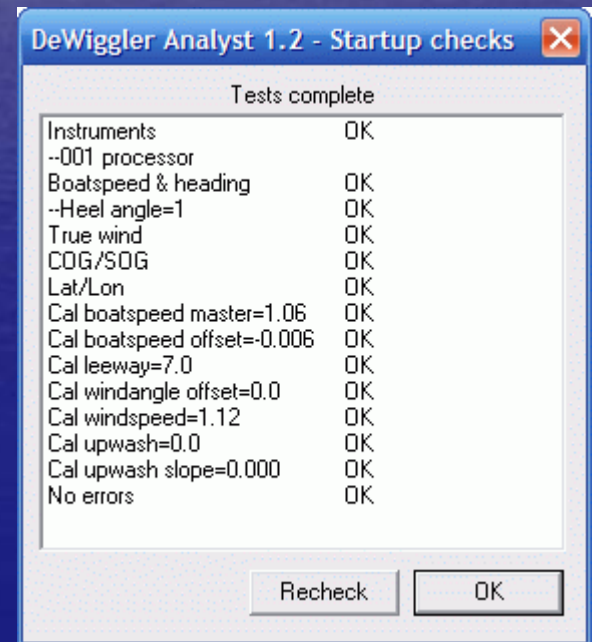 DeWiggler Analyst 1.2 - Startup checks
Tests complete
Instruments OK
--001 processor
Boatspeed & heading OK
--Heel angle=1 OK
True wind OK
COG/SOG OK
Lat/Lon OK
Cal boatspeed master=1.06 OK
Cal boatspeed offset=-0.006 OK
Cal leeway=7.0 OK
Cal windangle offset=0.0 OK
Cal windspeed=1.12 OK
Cal upwash=0.0 OK
Cal upwash slope=0.000 OK
No errors OK
Recheck OK